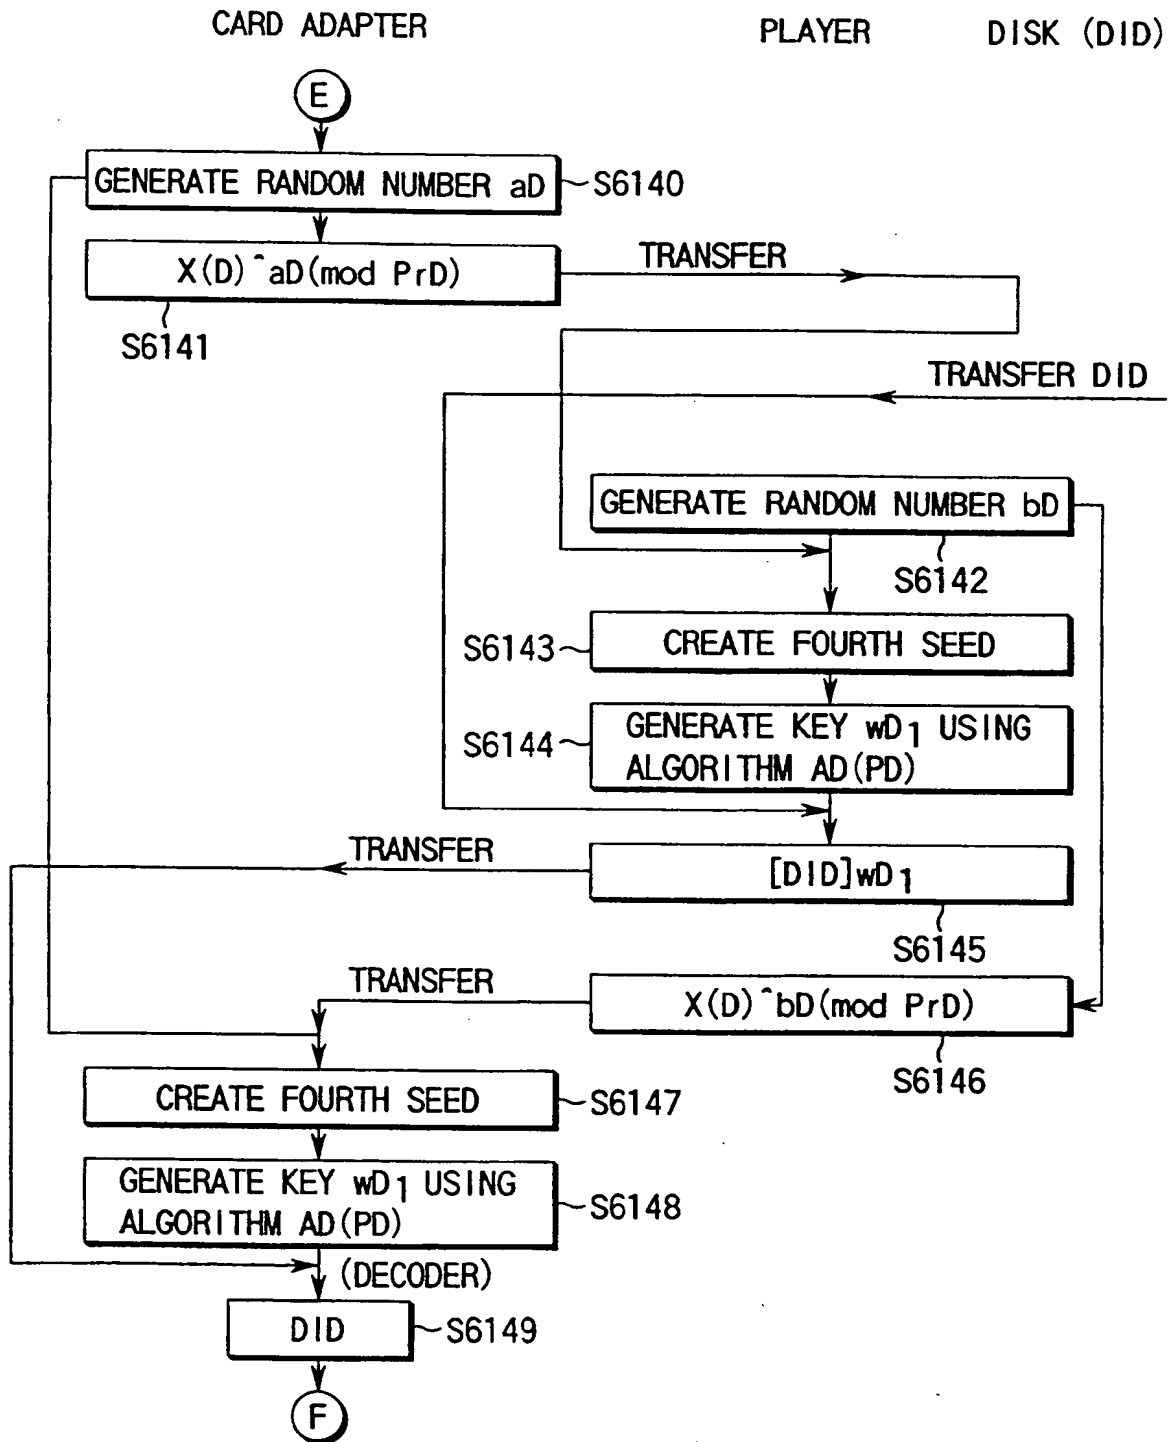 CARD ADAPTER
PLAYER
DISK (DID)
E
GENERATE RANDOM NUMBER aD
S6140
X(D)^aD(mod PrD)
TRANSFER
S6141
TRANSFER DID
GENERATE RANDOM NUMBER bD
S6142
S6143
CREATE FOURTH SEED
S6144
GENERATE KEY wD1 USING
ALGORITHM AD(PD)
TRANSFER
[DID]wD1
S6145
TRANSFER
X(D)^bD(mod PrD)
S6146
CREATE FOURTH SEED
S6147
GENERATE KEY wD1 USING
ALGORITHM AD(PD)
S6148
(DECODER)
DID
S6149
F